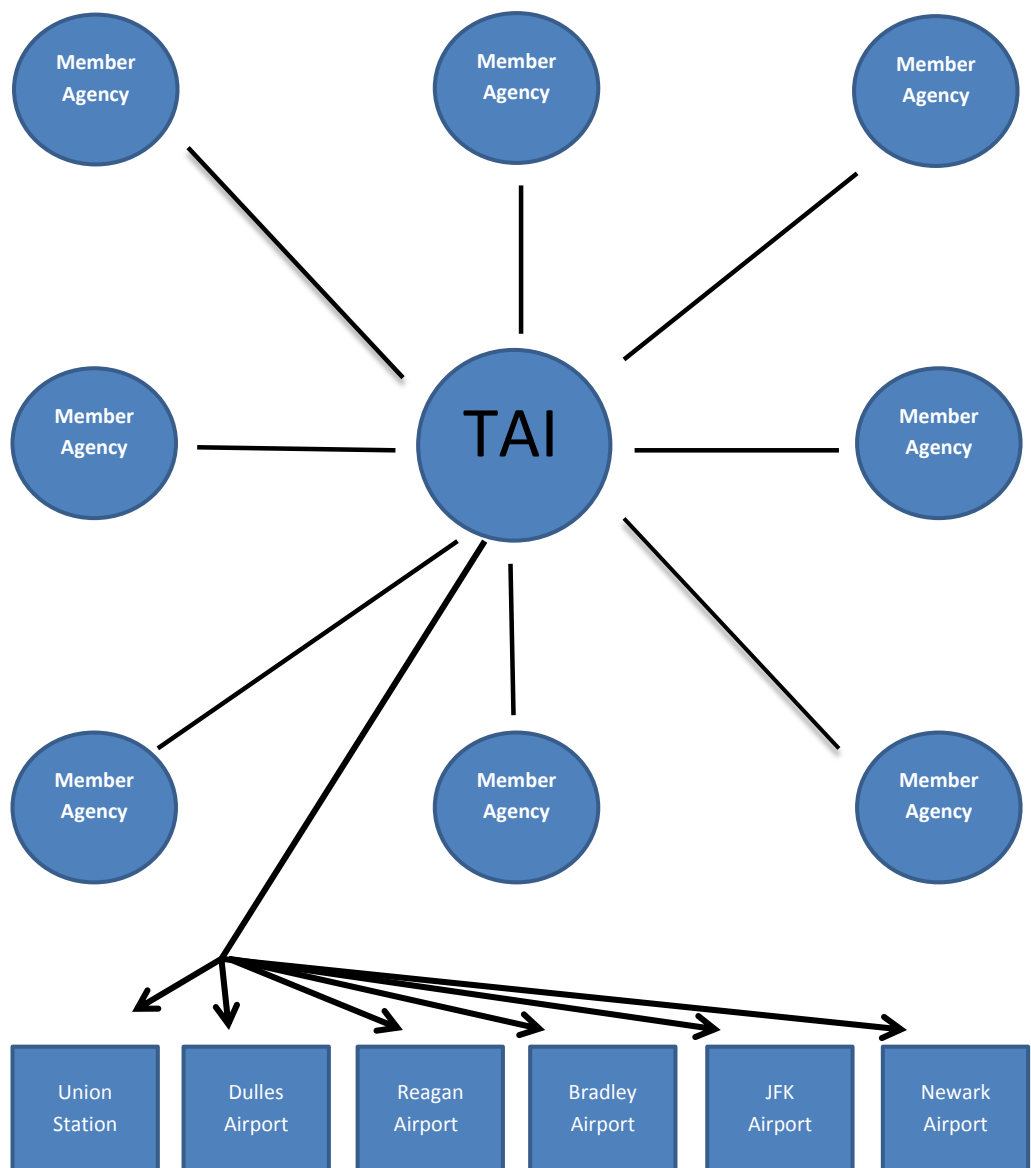 Member
Agency
Member
Agency
Member
Agency
TAI
Member
Agency
Member
Agency
Member
Agency
Member
Agency
Member
Agency
Union
Station
Dulles
Airport
Reagan
Airport
Bradley
Airport
JFK
Airport
Newark
Airport